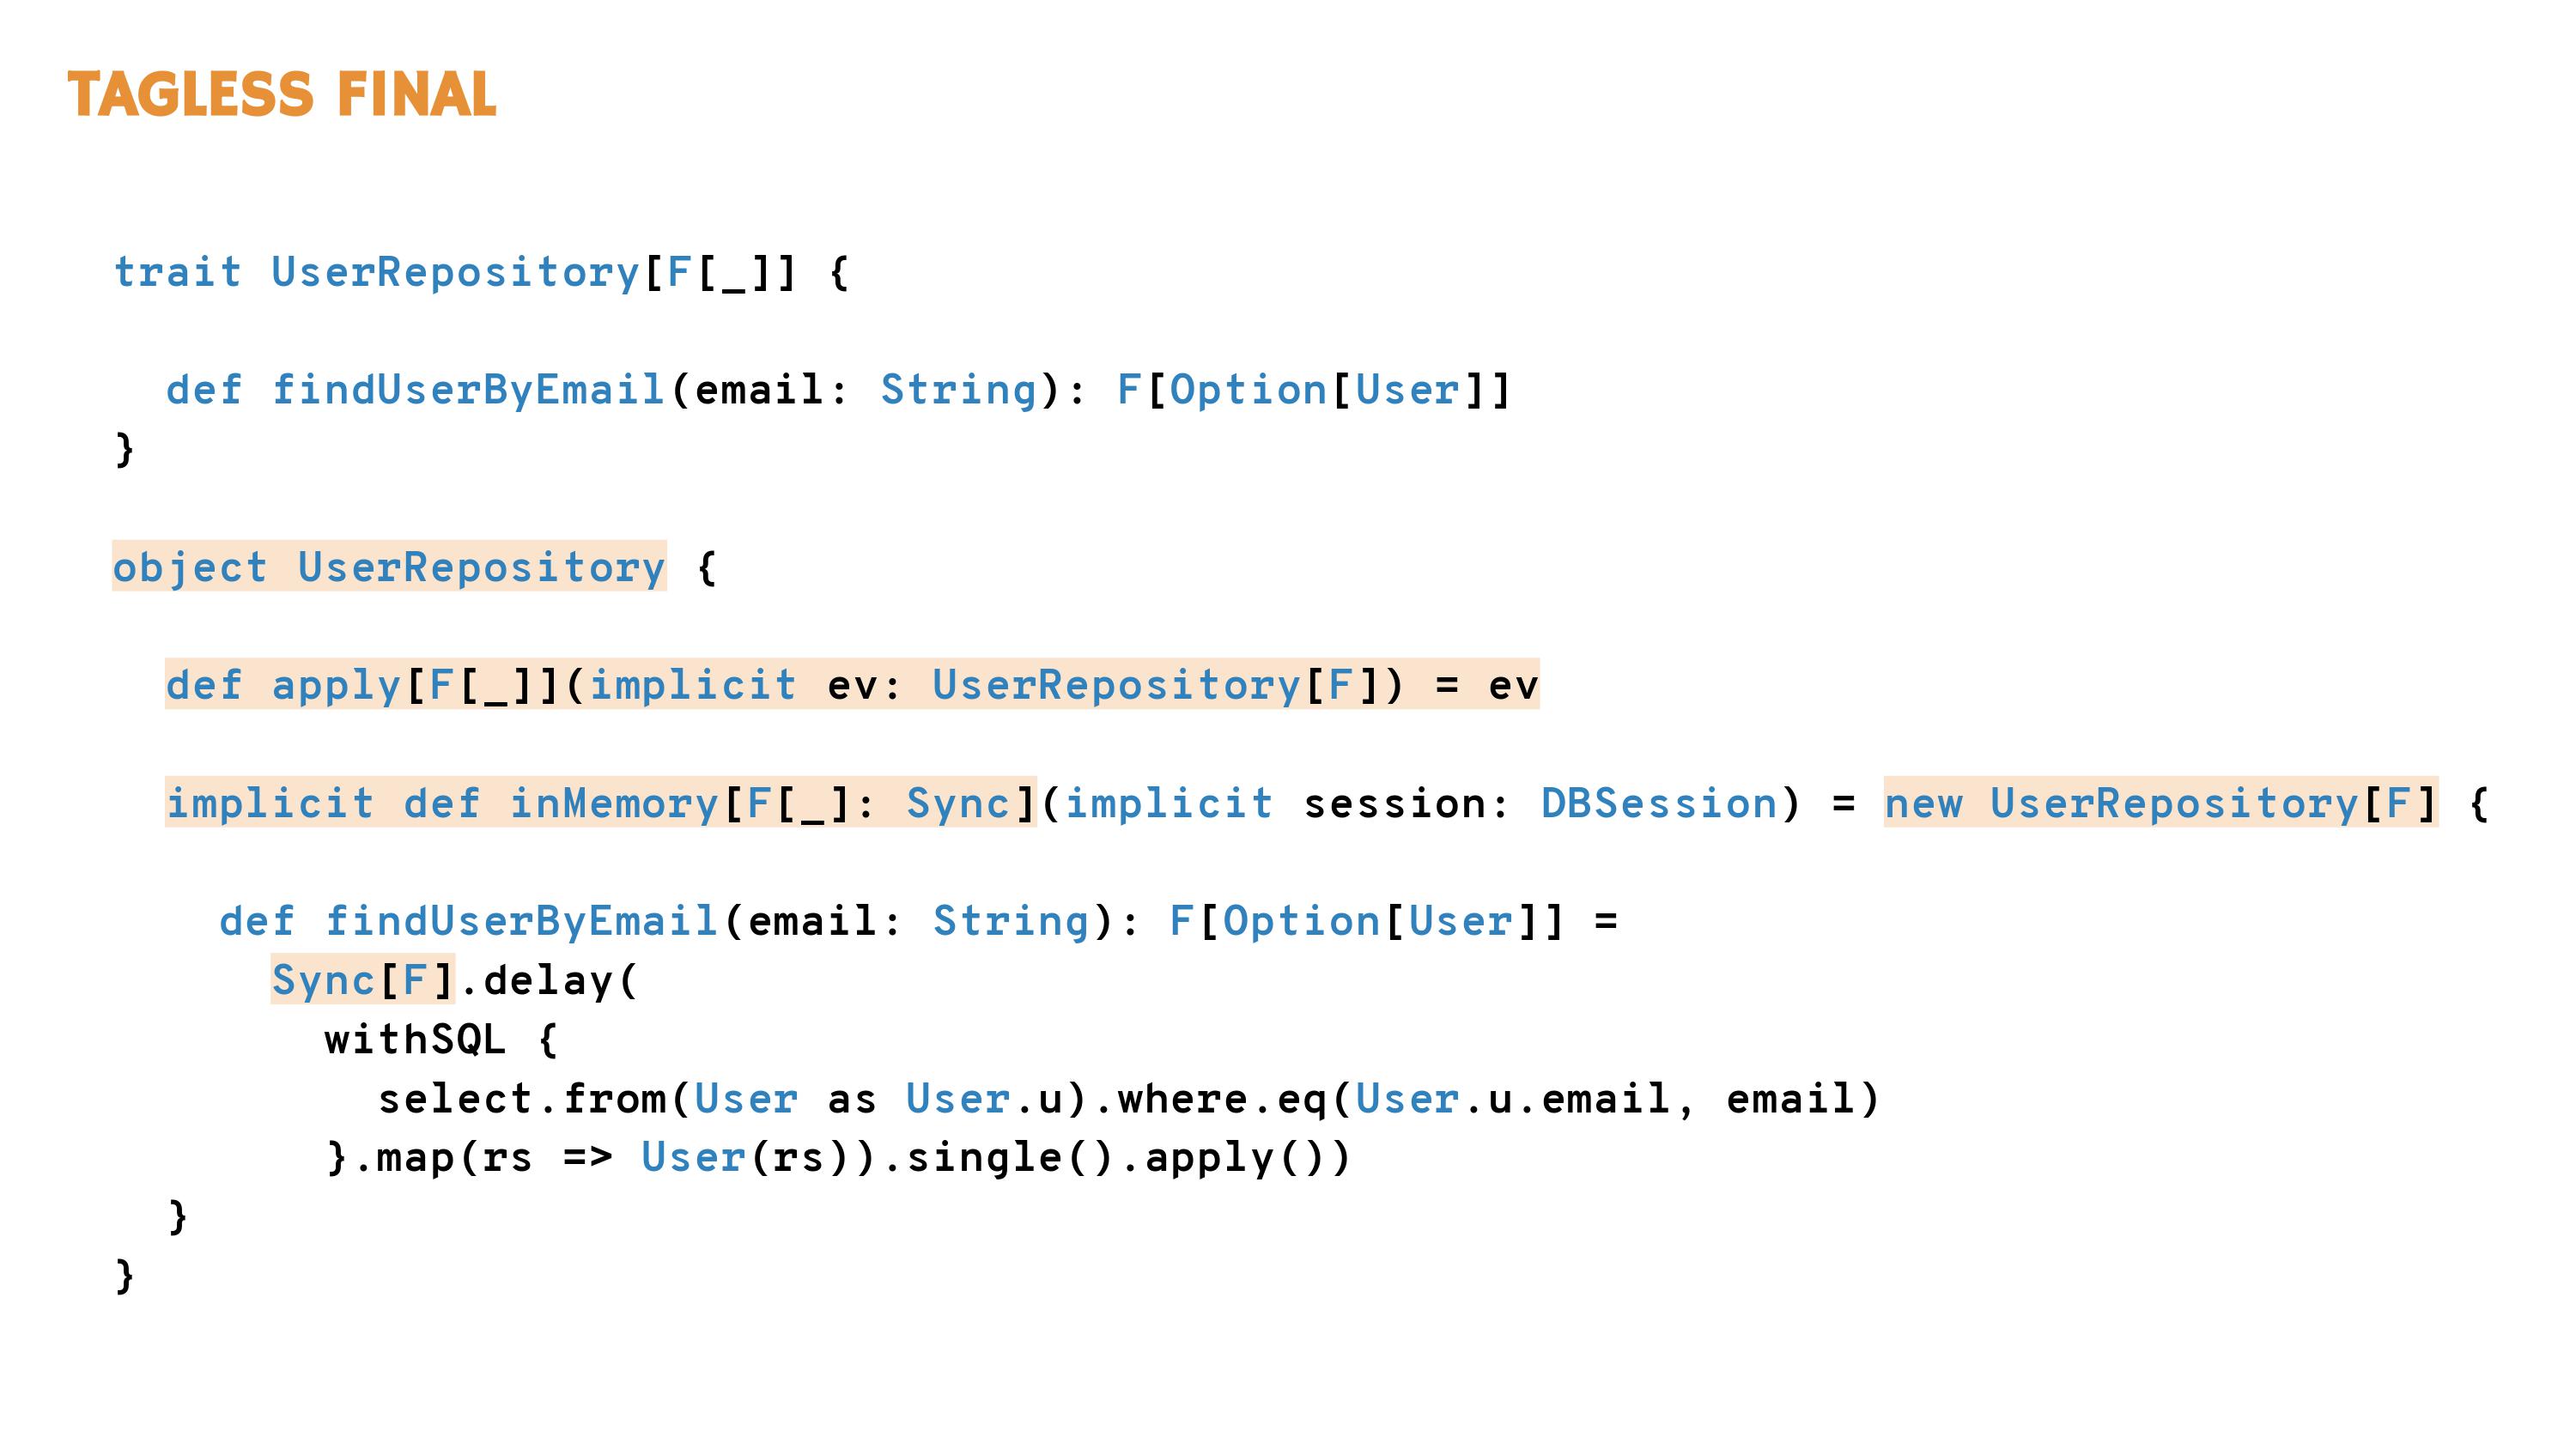 TAGLESS FINAL
trait UserRepository[F[_]] {
def findUserByEmail(email: String): F[Option[User]]
}
object UserRepository {
def apply[F[_]](implicit ev: UserRepository[F]) = ev
implicit def inMemory[F[_]: Sync](implicit session: DBSession) = new UserRepository[F] {
def findUserByEmail(email: String): F[Option[User]] =
Sync[F].delay(
withSQL {
select.from(User as User.u).where.eq(User.u.email, email)
}.map(rs => User(rs)).single().apply())
}
}